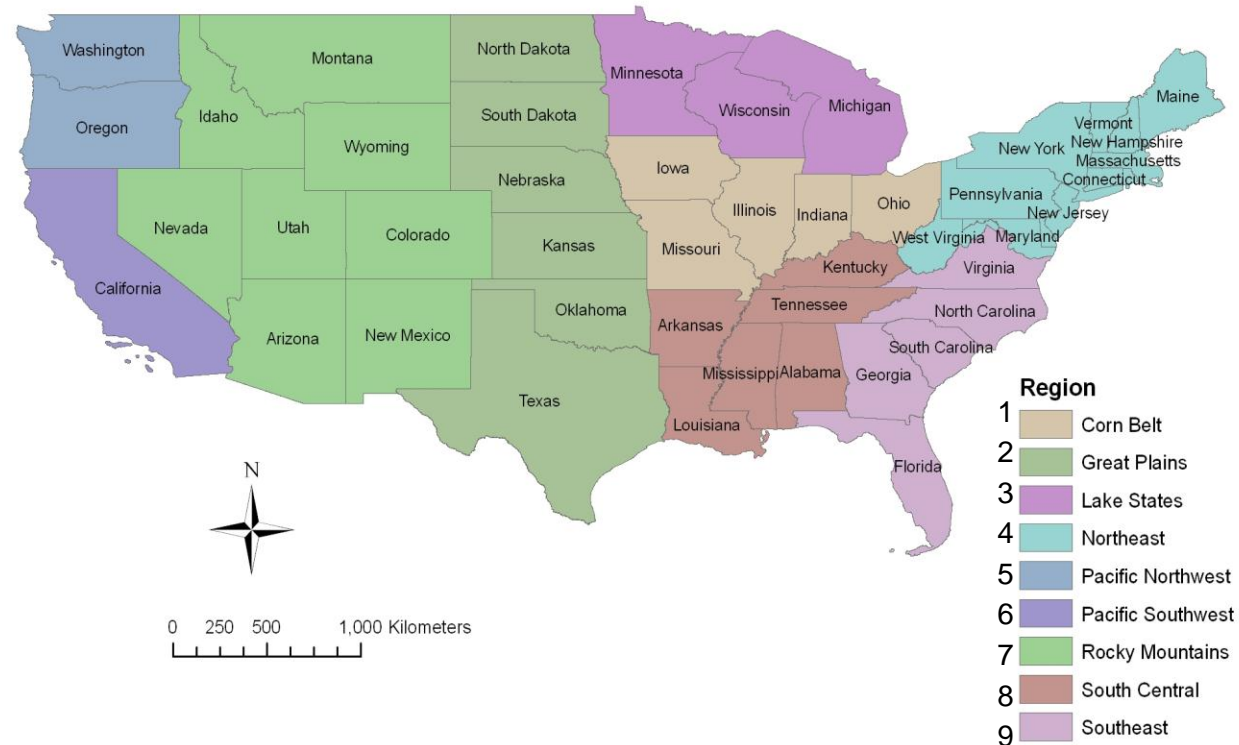 Washington
Oregon
California
Idaho
Montana
Wyoming
Nevada
Utah
Colorado
Arizona
New Mexico
North Dakota
South Dakota
Nebraska
Kansas
Oklahoma
Texas
Minnesota
Wisconsin
Michigan
Iowa
Illinois
Indiana
Ohio
Missouri
Kentucky
Tennessee
Arkansas
Mississippi
Alabama
Louisiana
Maine
Vermont
New Hampshire
New York
Massachusetts
Connecticut
Pennsylvania
New Jersey
West Virginia
Maryland
Virginia
North Carolina
South Carolina
Georgia
Florida
N
0 250 500 1,000 Kilometers
Region
1 Corn Belt
2 Great Plains
3 Lake States
4 Northeast
5 Pacific Northwest
6 Pacific Southwest
7 Rocky Mountains
8 South Central
9 Southeast